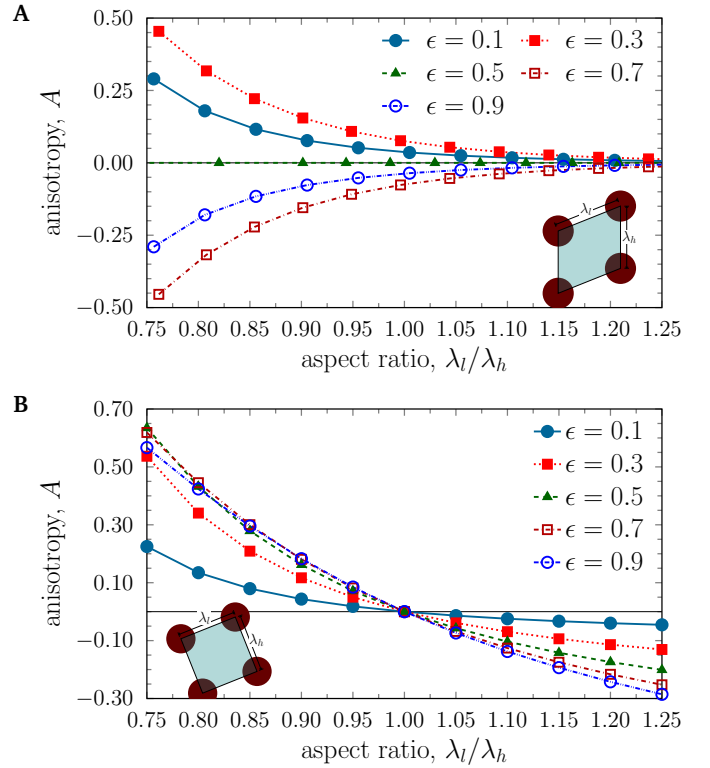 A
0.50
0.25
0.00
−0.25
−0.50
anisotropy, A
ϵ = 0.1
ϵ = 0.3
ϵ = 0.5
ϵ = 0.7
ϵ = 0.9
λl
λh
0.75 0.80 0.85 0.90 0.95 1.00 1.05 1.10 1.15 1.20 1.25
aspect ratio, λl/λh
B
0.70
0.50
0.30
0.10
−0.10
−0.30
anisotropy, A
ϵ = 0.1
ϵ = 0.3
ϵ = 0.5
ϵ = 0.7
ϵ = 0.9
λl
λh
0.75 0.80 0.85 0.90 0.95 1.00 1.05 1.10 1.15 1.20 1.25
aspect ratio, λl/λh